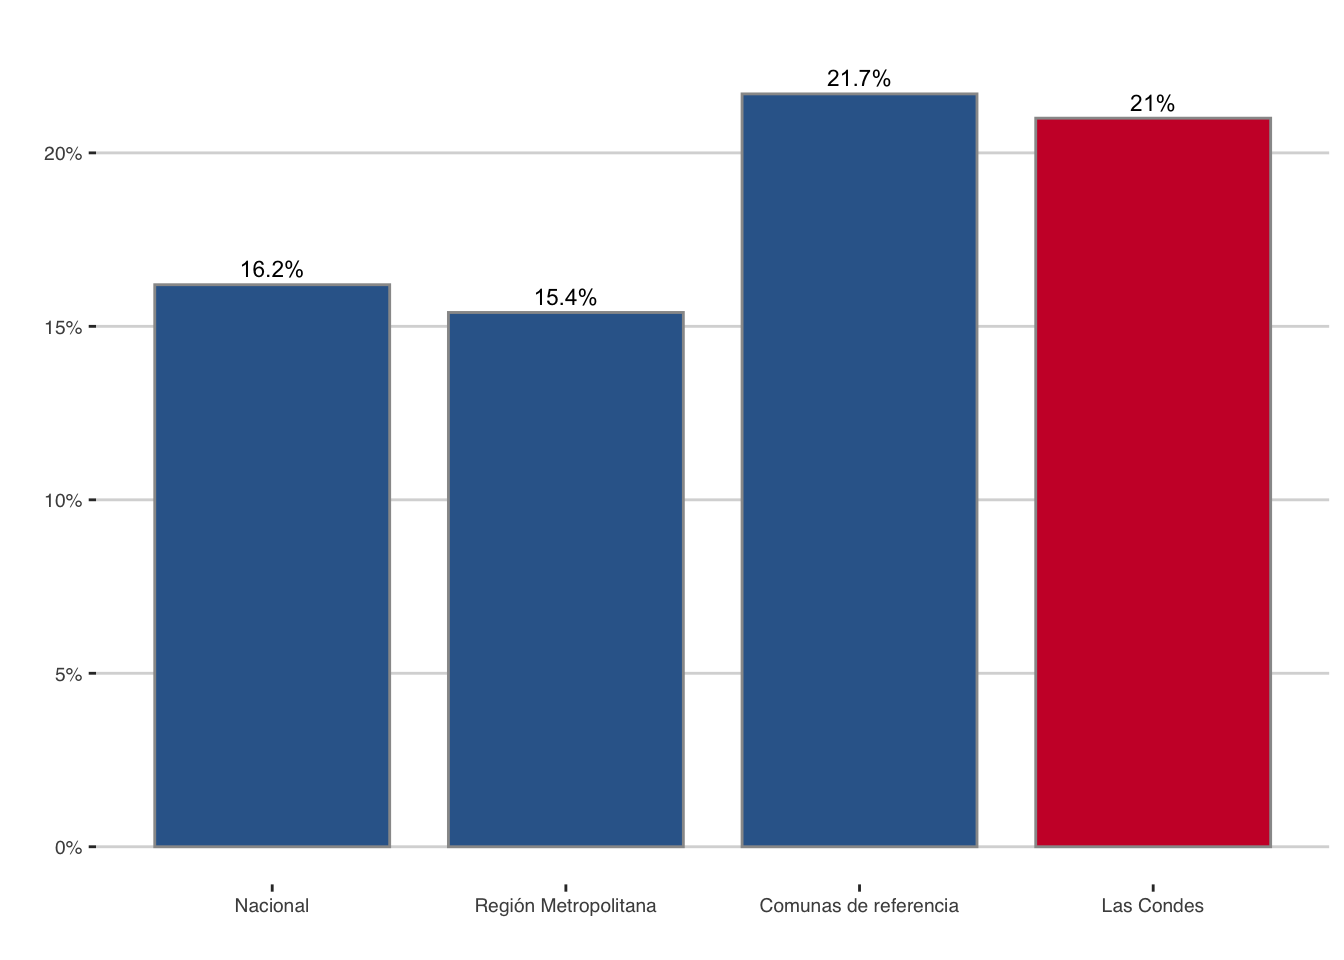 21.7%
21%
20%
16.2%
15.4%
15%
10%
5%
0%
Nacional
Región Metropolitana
Comunas de referencia
Las Condes